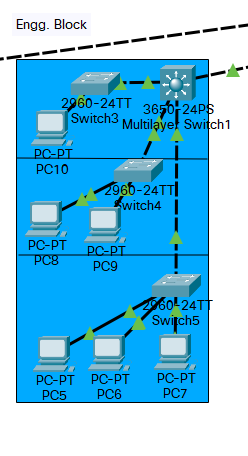 Engg. Block
2960-24TT
Switch3
3650-24PS
Multilayer Switch1
PC-PT
PC10
2960-24TT
Switch4
PC-PT
PC8
PC-PT
PC9
2960-24TT
Switch5
PC-PT
PC5
PC-PT
PC6
PC-PT
PC7